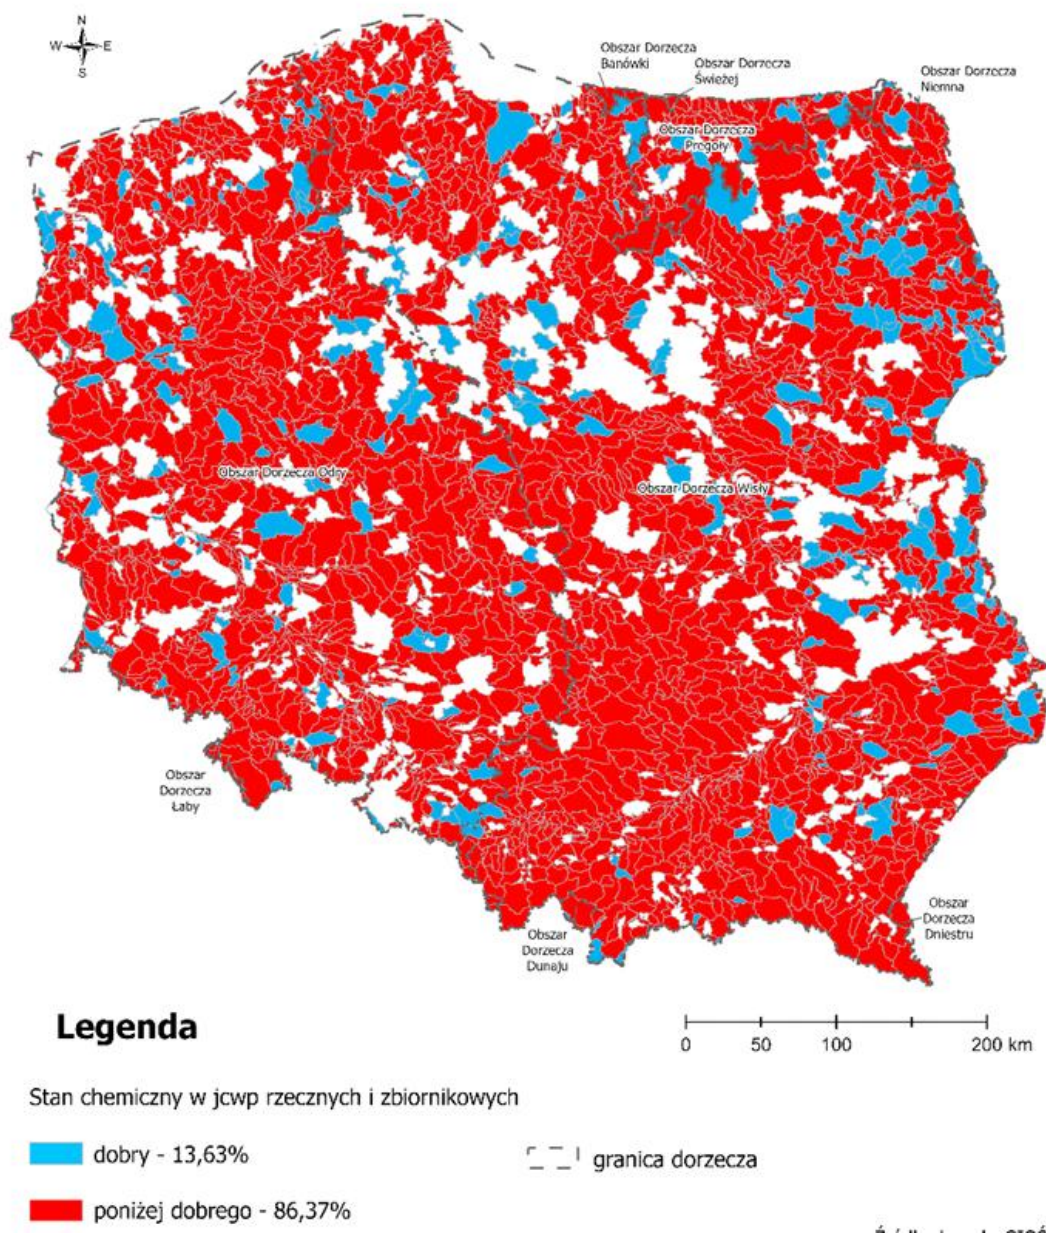 N
W E
S
Obszar Dorzecza
Banówki
Obszar Dorzecza
Świeżej
Obszar Dorzecza
Niemna
Obszar Dorzecza
Pregoły
Obszar Dorzecza Odry
Obszar Dorzecza Wisły
Obszar
Dorzecza
Łaby
Obszar
Dorzecza
Dunaju
Obszar
Dorzecza
Dniestru
Legenda
0 50 100 200 km
Stan chemiczny w jcwp rzecznych i zbiornikowych
dobry - 13,63%
granica dorzecza
poniżej dobrego - 86,37%